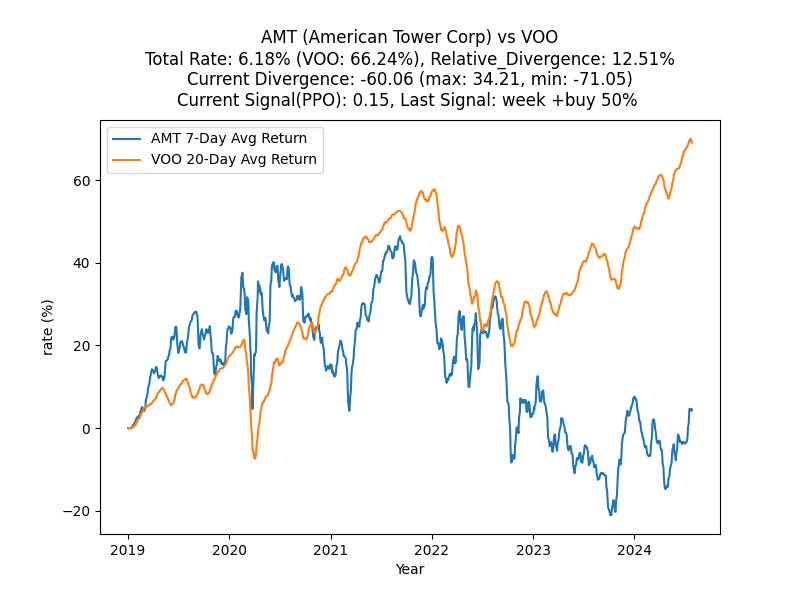 AMT (American Tower Corp) vs VOO
Total Rate: 6.18% (VOO: 66.24%), Relative_Divergence: 12.51%
Current Divergence: -60.06 (max: 34.21, min: -71.05)
Current Signal(PPO): 0.15, Last Signal: week +buy 50%
AMT 7-Day Avg Return
VOO 20-Day Avg Return
60
40
20
0
−20
rate (%)
2019 2020 2021 2022 2023 2024
Year